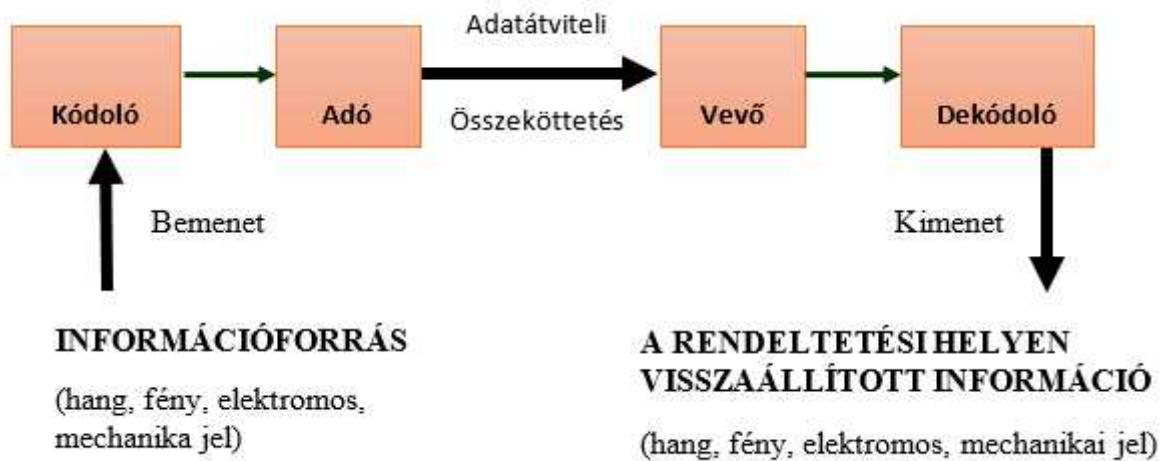 Kódoló
Adó
Adatátviteli
Összeköttetés
Vevő
Dekódoló
Bemenet
Kimenet
INFORMÁCIÓFORRÁS
(hang, fény, elektromos,
mechanika jel)
A RENDELTETÉSI HELYEN
VISSZAÁLLÍTOTT INFORMÁCIÓ
(hang, fény, elektromos, mechanikai jel)